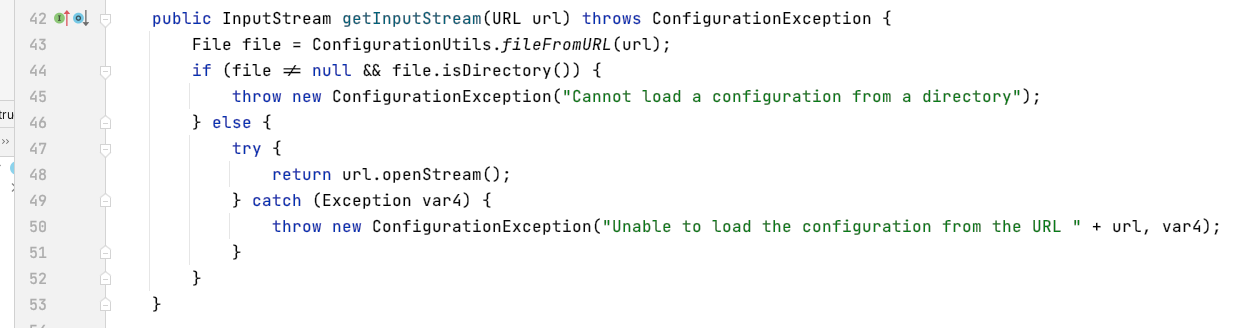 42 public InputStream getInputStream(URL url) throws ConfigurationException {
43 File file = ConfigurationUtils.fileFromURL(url);
44 if (file ≠ null && file.isDirectory()) {
45 throw new ConfigurationException("Cannot load a configuration from a directory");
tru
46 } else {
››
47 try {
48 return url.openStream();
49 } catch (Exception var4) {
50 throw new ConfigurationException("Unable to load the configuration from the URL " + url, var4);
51 }
52 }
53 }